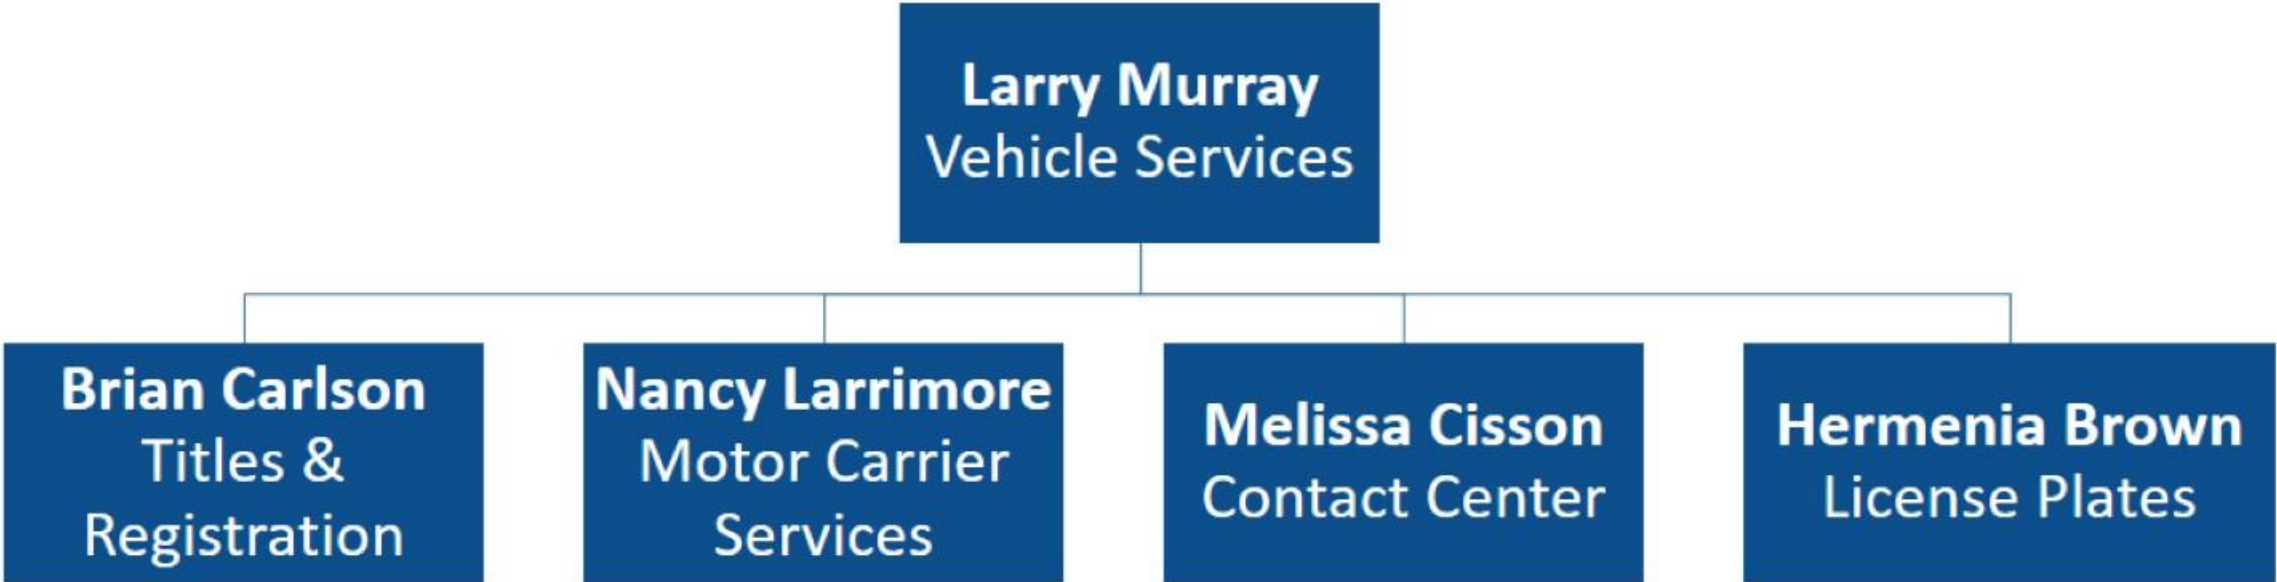 Larry Murray
Vehicle Services
Brian Carlson
Titles &
Registration
Nancy Larrimore
Motor Carrier
Services
Melissa Cisson
Contact Center
Hermenia Brown
License Plates